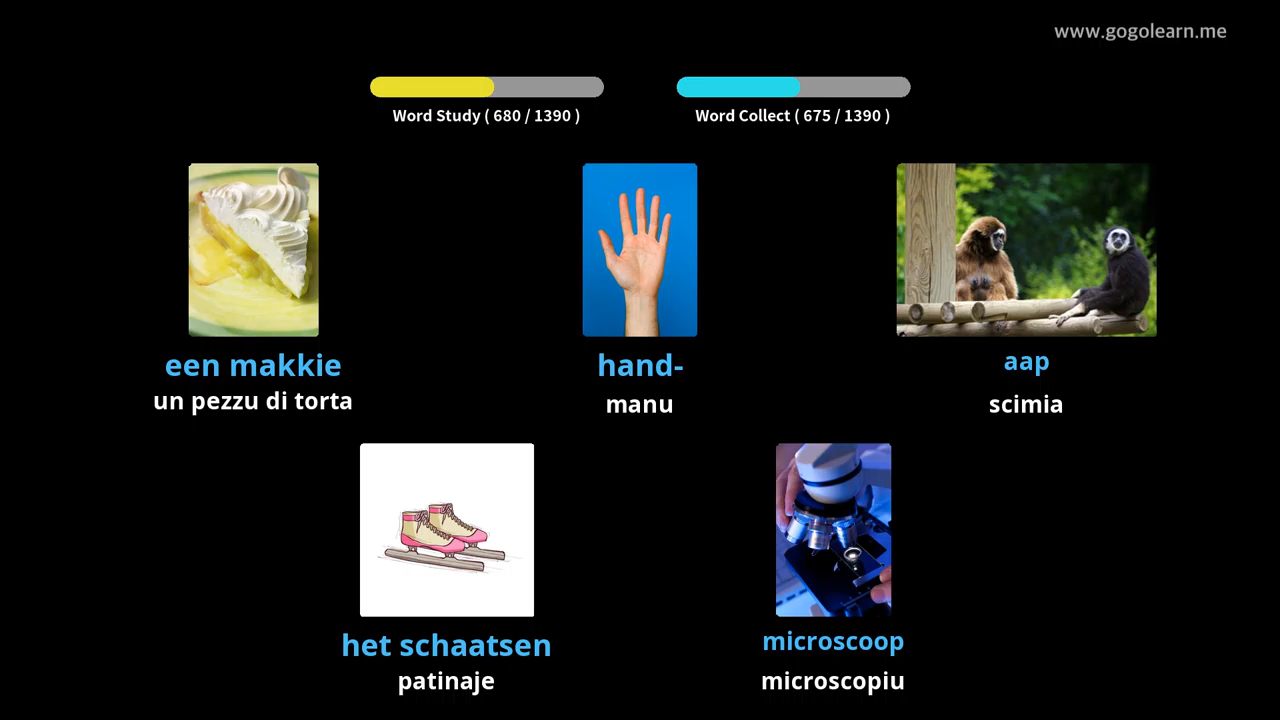 www.gogolearn.me
Word Study ( 680 / 1390 )
Word Collect ( 675 / 1390 )
een makkie
un pezzu di torta
hand-
manu
aap
scimia
het schaatsen
patinaje
microscoop
microscopiu